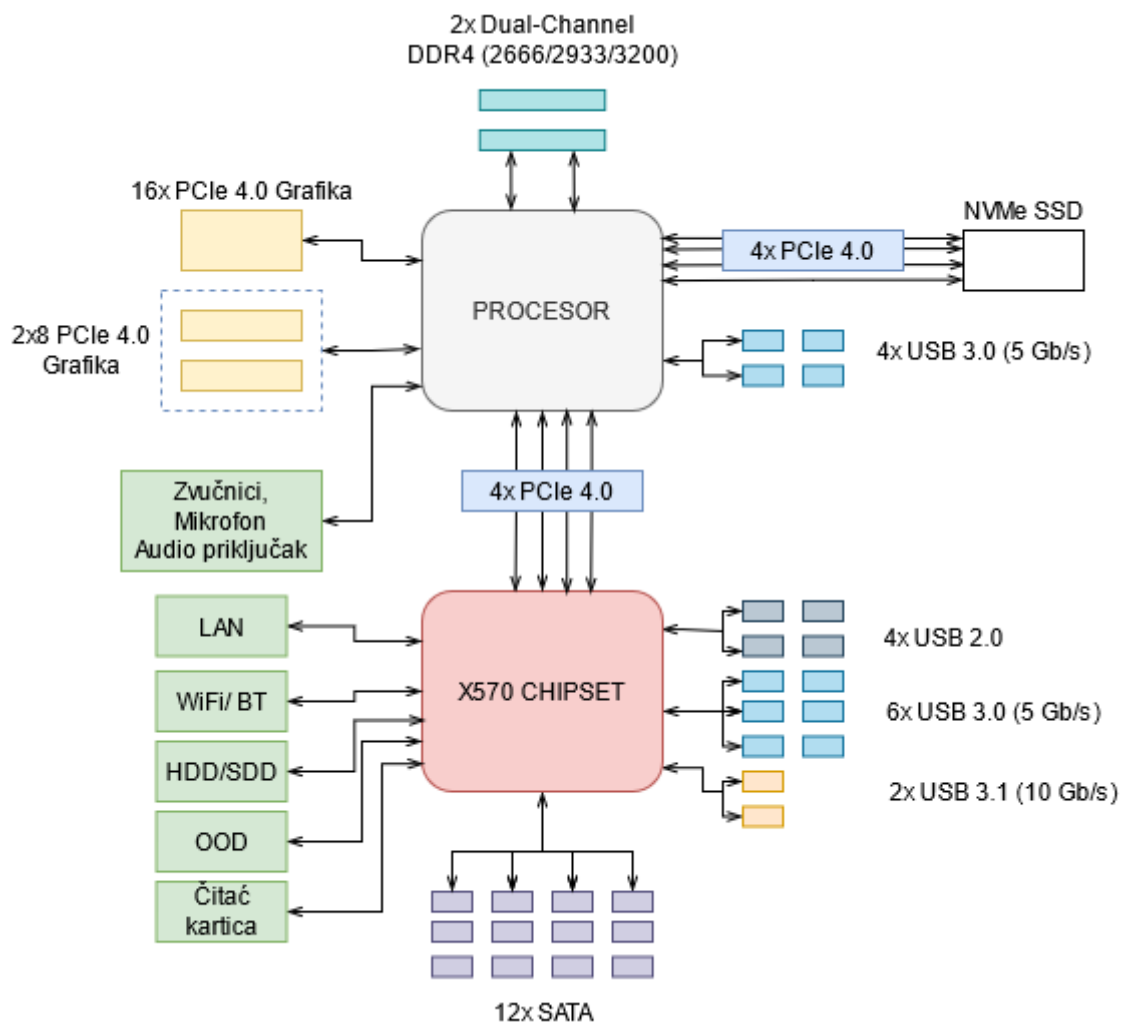 2x Dual-Channel
DDR4 (2666/2933/3200)
16x PCIe 4.0 Grafika
NVMe SSD
4x PCIe 4.0
PROCESOR
2x8 PCIe 4.0
Grafika
4x USB 3.0 (5 Gb/s)
4x PCIe 4.0
Zvučnici,
Mikrofon
Audio priključak
LAN
4x USB 2.0
X570 CHIPSET
WiFi/ BT
6x USB 3.0 (5 Gb/s)
HDD/SDD
2x USB 3.1 (10 Gb/s)
OOD
Čitać
kartica
12x SATA